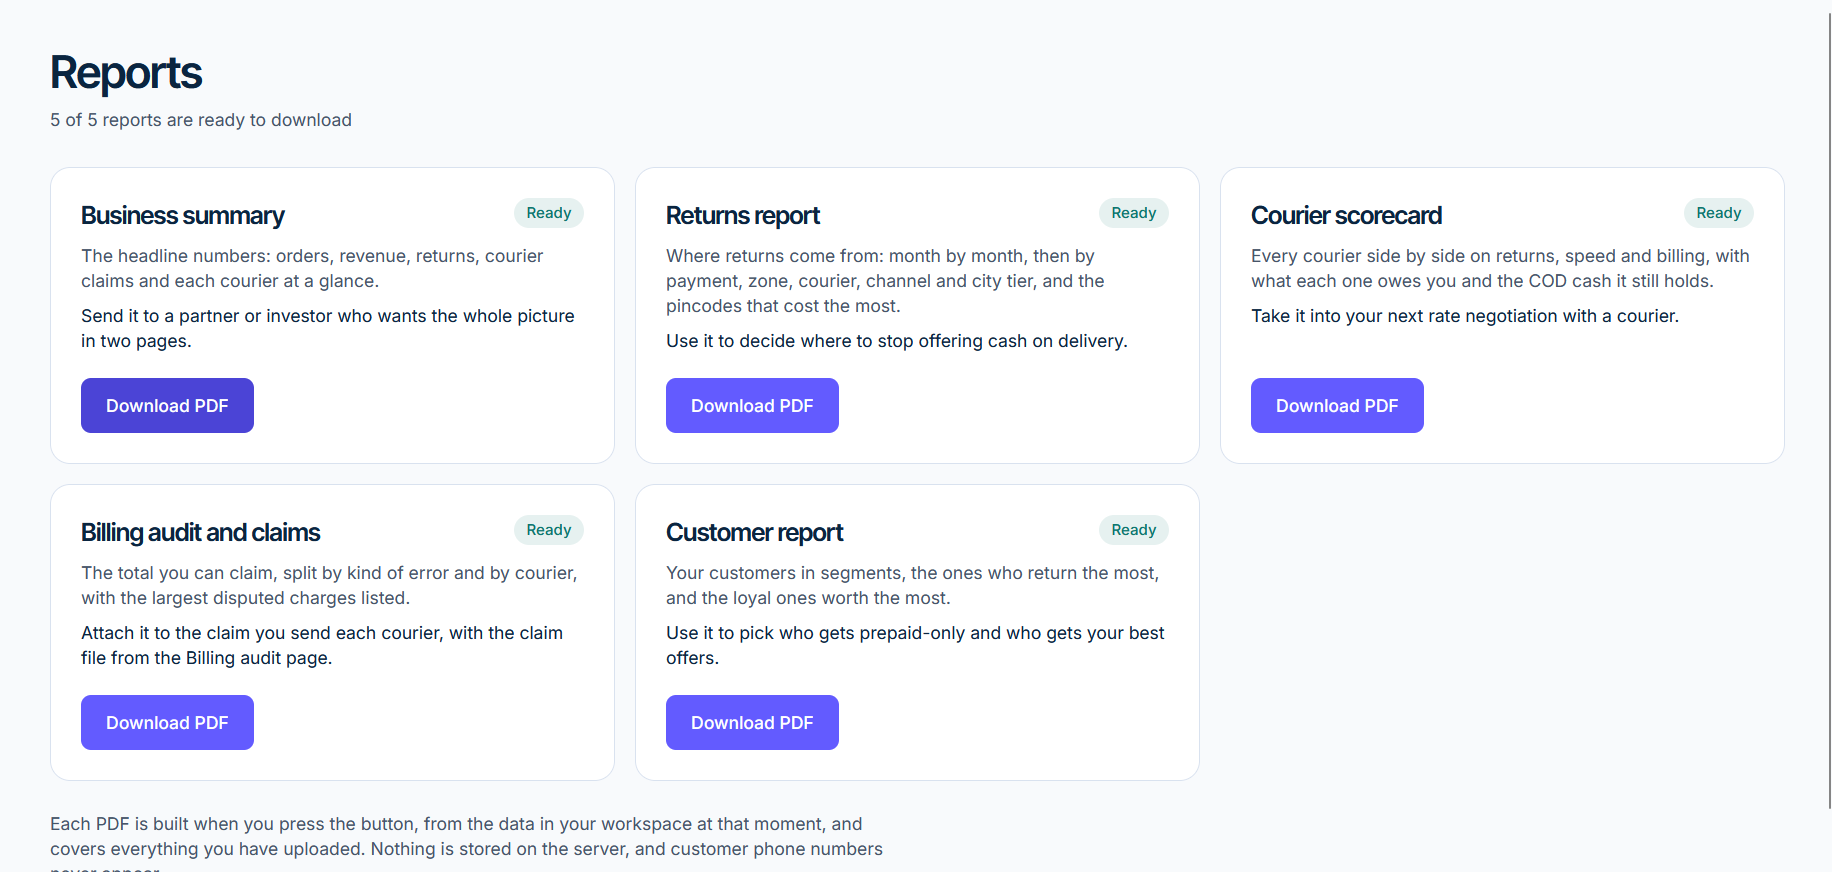 Reports
5 of 5 reports are ready to download
Business summary
Ready
The headline numbers: orders, revenue, returns, courier
claims and each courier at a glance.
Send it to a partner or investor who wants the whole picture
in two pages.
Download PDF
Returns report
Ready
Where returns come from: month by month, then by
payment, zone, courier, channel and city tier, and the
pincodes that cost the most.
Use it to decide where to stop offering cash on delivery.
Download PDF
Courier scorecard
Ready
Every courier side by side on returns, speed and billing, with
what each one owes you and the COD cash it still holds.
Take it into your next rate negotiation with a courier.
Download PDF
Billing audit and claims
Ready
The total you can claim, split by kind of error and by courier,
with the largest disputed charges listed.
Attach it to the claim you send each courier, with the claim
file from the Billing audit page.
Download PDF
Customer report
Ready
Your customers in segments, the ones who return the most,
and the loyal ones worth the most.
Use it to pick who gets prepaid-only and who gets your best
offers.
Download PDF
Each PDF is built when you press the button, from the data in your workspace at that moment, and
covers everything you have uploaded. Nothing is stored on the server, and customer phone numbers